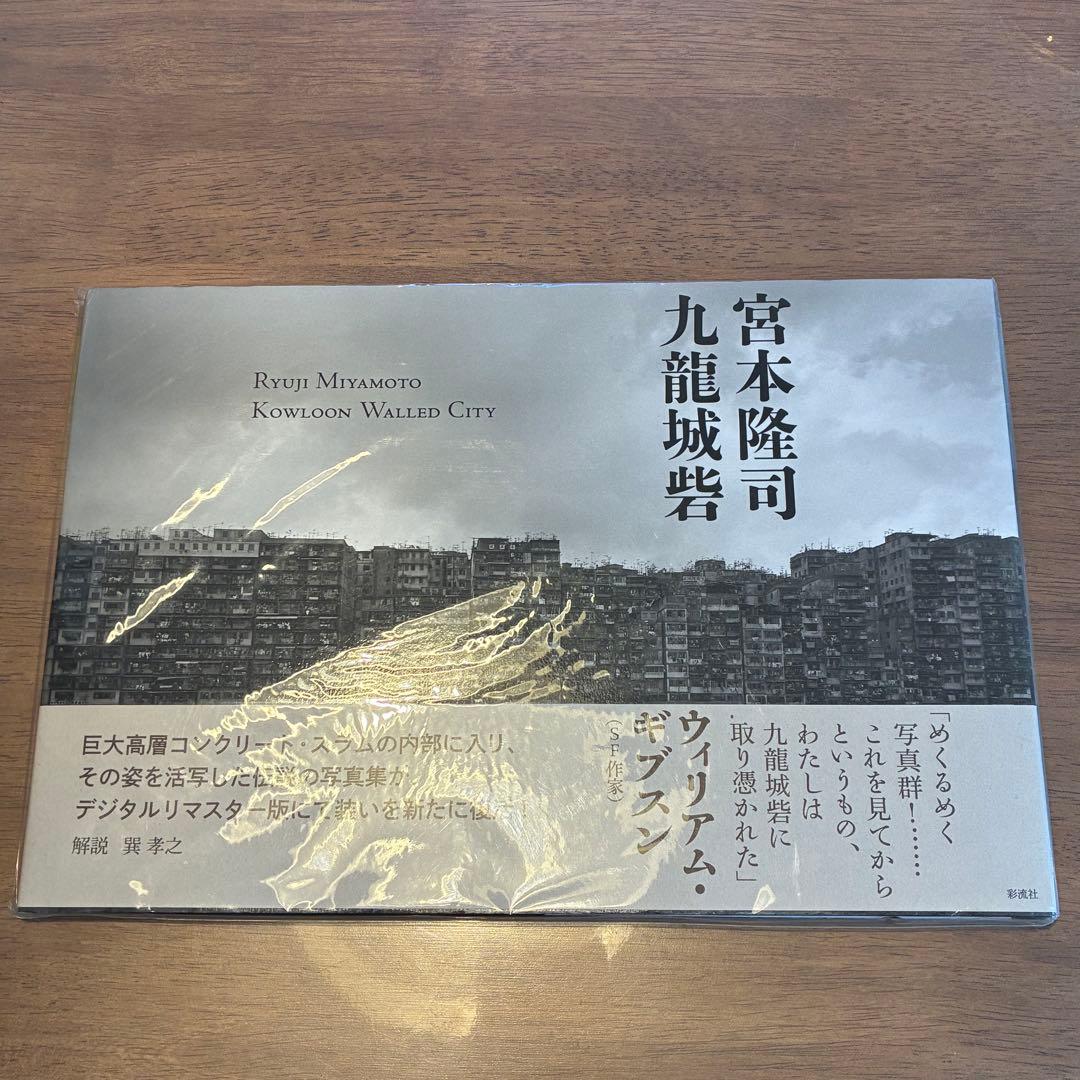 宮本隆司
九龍城砦
RYUJI MIYAMOTO
KOWLOON WALLED CITY
「めくるめく
写真群！……
これを見てから
というもの、
わたしは
九龍城砦に
取り憑かれた」
ウィリアム・
ギブスン
（SF作家）
巨大高層コンクリート・スラムの内部に入り、
その姿を活写した伝説の写真集が
デジタルリマスター版にて装いを新たに復
解説 巽 孝之
彩流社